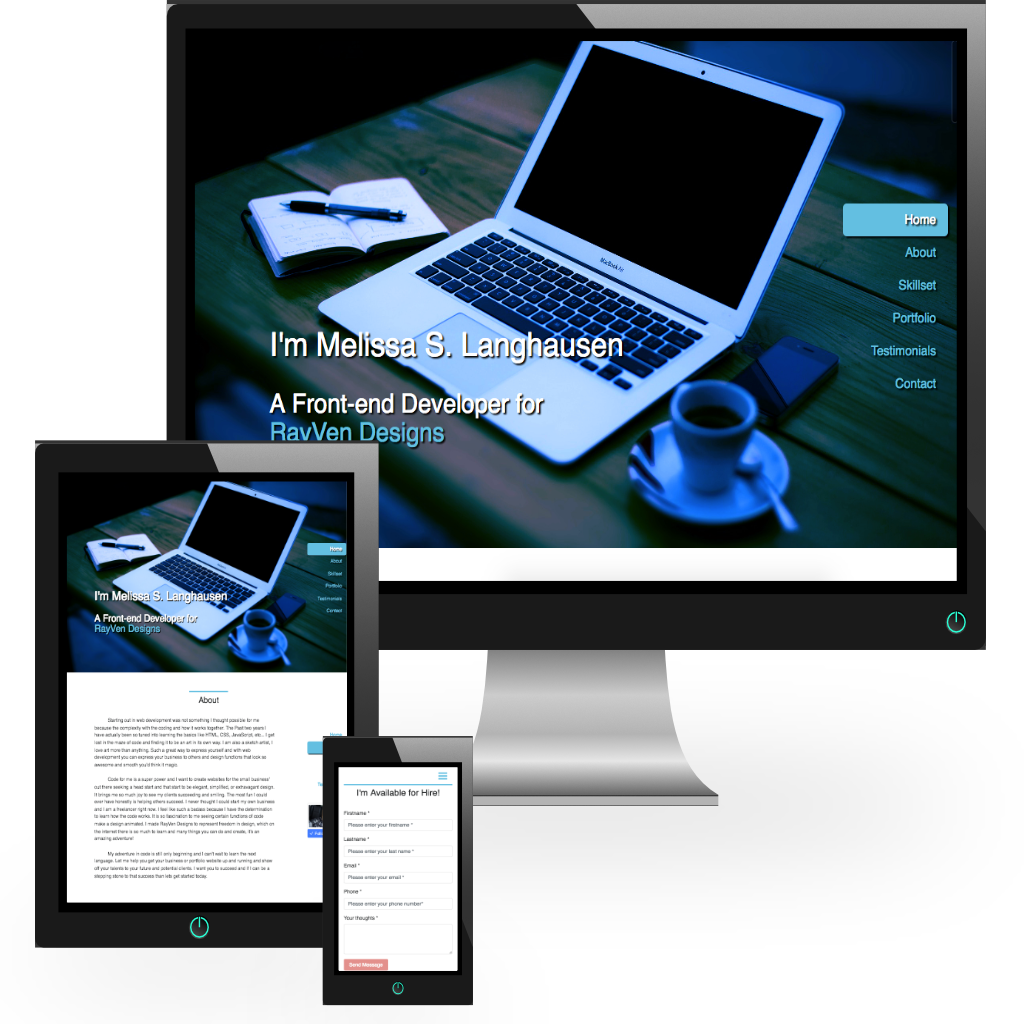 MacBook Air
Home
About
Skillset
Portfolio
Testimonials
Contact
I'm Melissa S. Langhausen
A Front-end Developer for
RayVen Designs
Home
About
Skillset
Portfolio
Testimonials
Contact
I'm Melissa S. Langhausen
A Front-end Developer for
RayVen Designs
About
Starting out in web development was not something I thought possible for me
because the complexity with the coding and how it works together. The Past two years I
have actually been so tuned into learning the basics like HTML, CSS, JavaScript, etc... I get
lost in the maze of code and finding it to be an art in its own way. I am also a sketch artist, I
love art more than anything. Such a great way to express yourself and with web
development you can express your business to others and design functions that look so
awesome and smooth you'd think it magic.
Code for me is a super power and I want to create websites for the small business'
out there seeking a head start and that start to be elegant, simplified, or extravagant design.
It brings me so much joy to see my clients succeeding and smiling. The most fun I could
ever have honestly is helping others succeed. I never thought I could start my own business
and I am a freelancer right now. I feel like such a badass because I have the determination
to learn how the code works. It is so fascination to me seeing certain functions of code
make a design animated. I made RayVen Designs to represent freedom in design, which on
the internet there is so much to learn and many things you can do and create, it's an
amazing adventure!
My adventure in code is still only beginning and I can't wait to learn the next
language. Let me help you get your business or portfolio website up and running and show
off your talents to your future and potential clients. I want you to succeed and if I can be a
stepping stone to that success then lets get started today.
Home
I'm Available for Hire!
Firstname *
Please enter your firstname *
Lastname *
Please enter your last name *
Email *
Please enter your email *
Phone *
Please enter your phone number*
Your thoughts *
Send Message